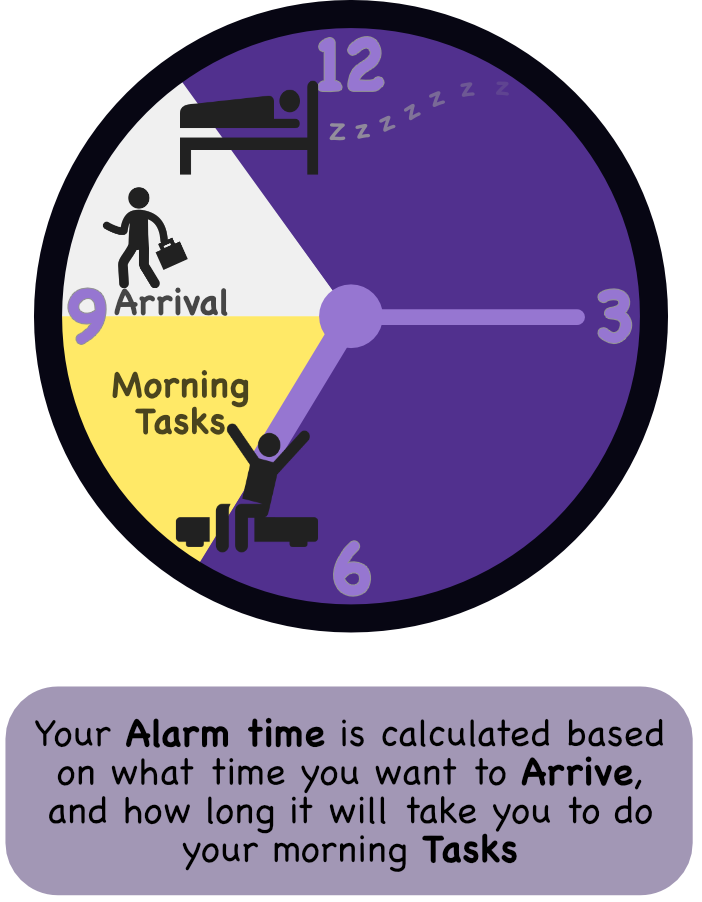 12
z z z z z z z
9
Arrival
3
Morning
Tasks
6
Your Alarm time is calculated based
on what time you want to Arrive,
and how long it will take you to do
your morning Tasks